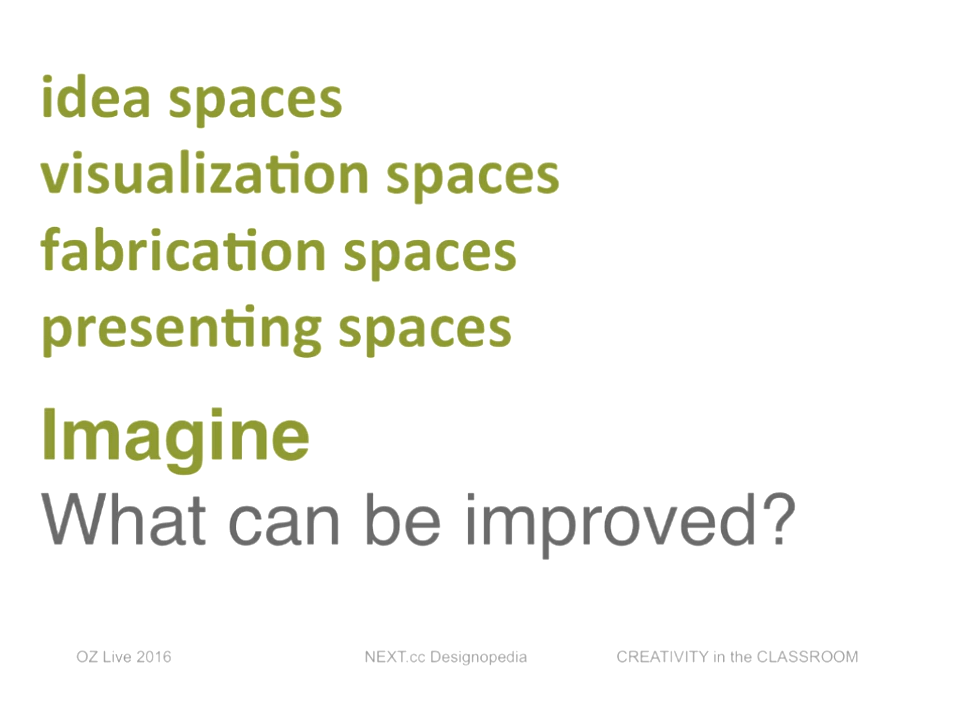 idea spaces
visualization spaces
fabrication spaces
presenting spaces
Imagine
What can be improved?
OZ Live 2016 NEXT.cc Designopedia CREATIVITY in the CLASSROOM